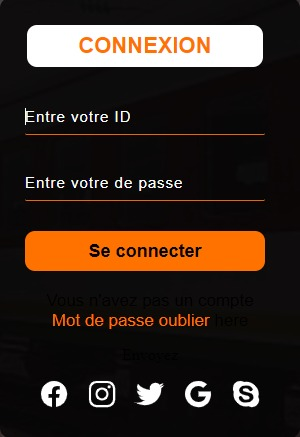 CONNEXION
Entre votre ID
Entre votre de passe
Se connecter
Vous n'avez pas un compte
Mot de passe oublier here